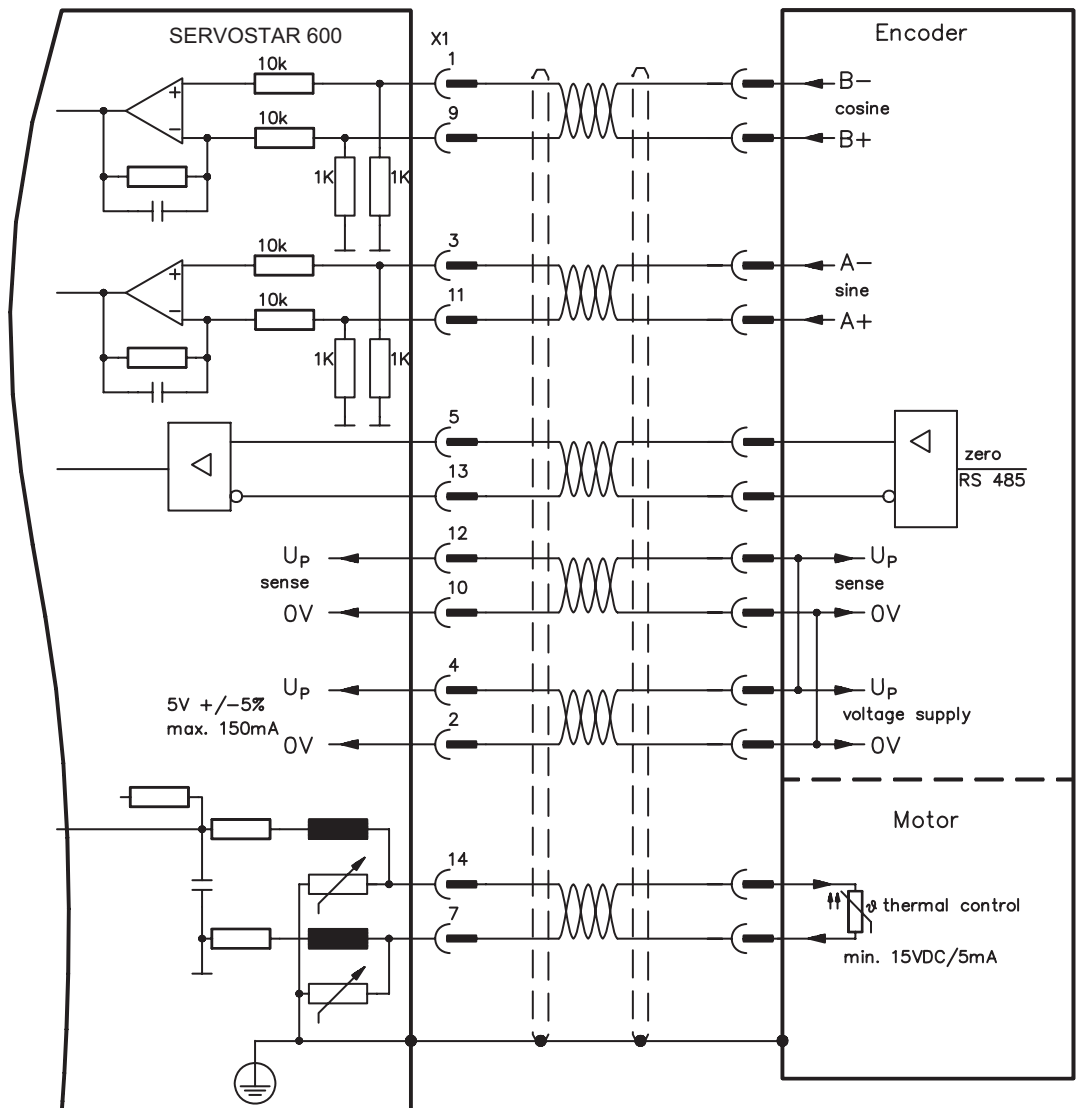 SERVOSTAR 600
X1
Encoder
10k
1
B−
cosine
10k
9
B+
1K
1K
10k
3
A−
sine
10k
11
A+
1K
1K
5
zero
13
RS 485
12
UP
UP
sense
sense
10
0V
0V
4
UP
UP
5V +/−5%
voltage supply
max. 150mA
2
0V
0V
Motor
14
ϑ thermal control
7
min. 15VDC/5mA